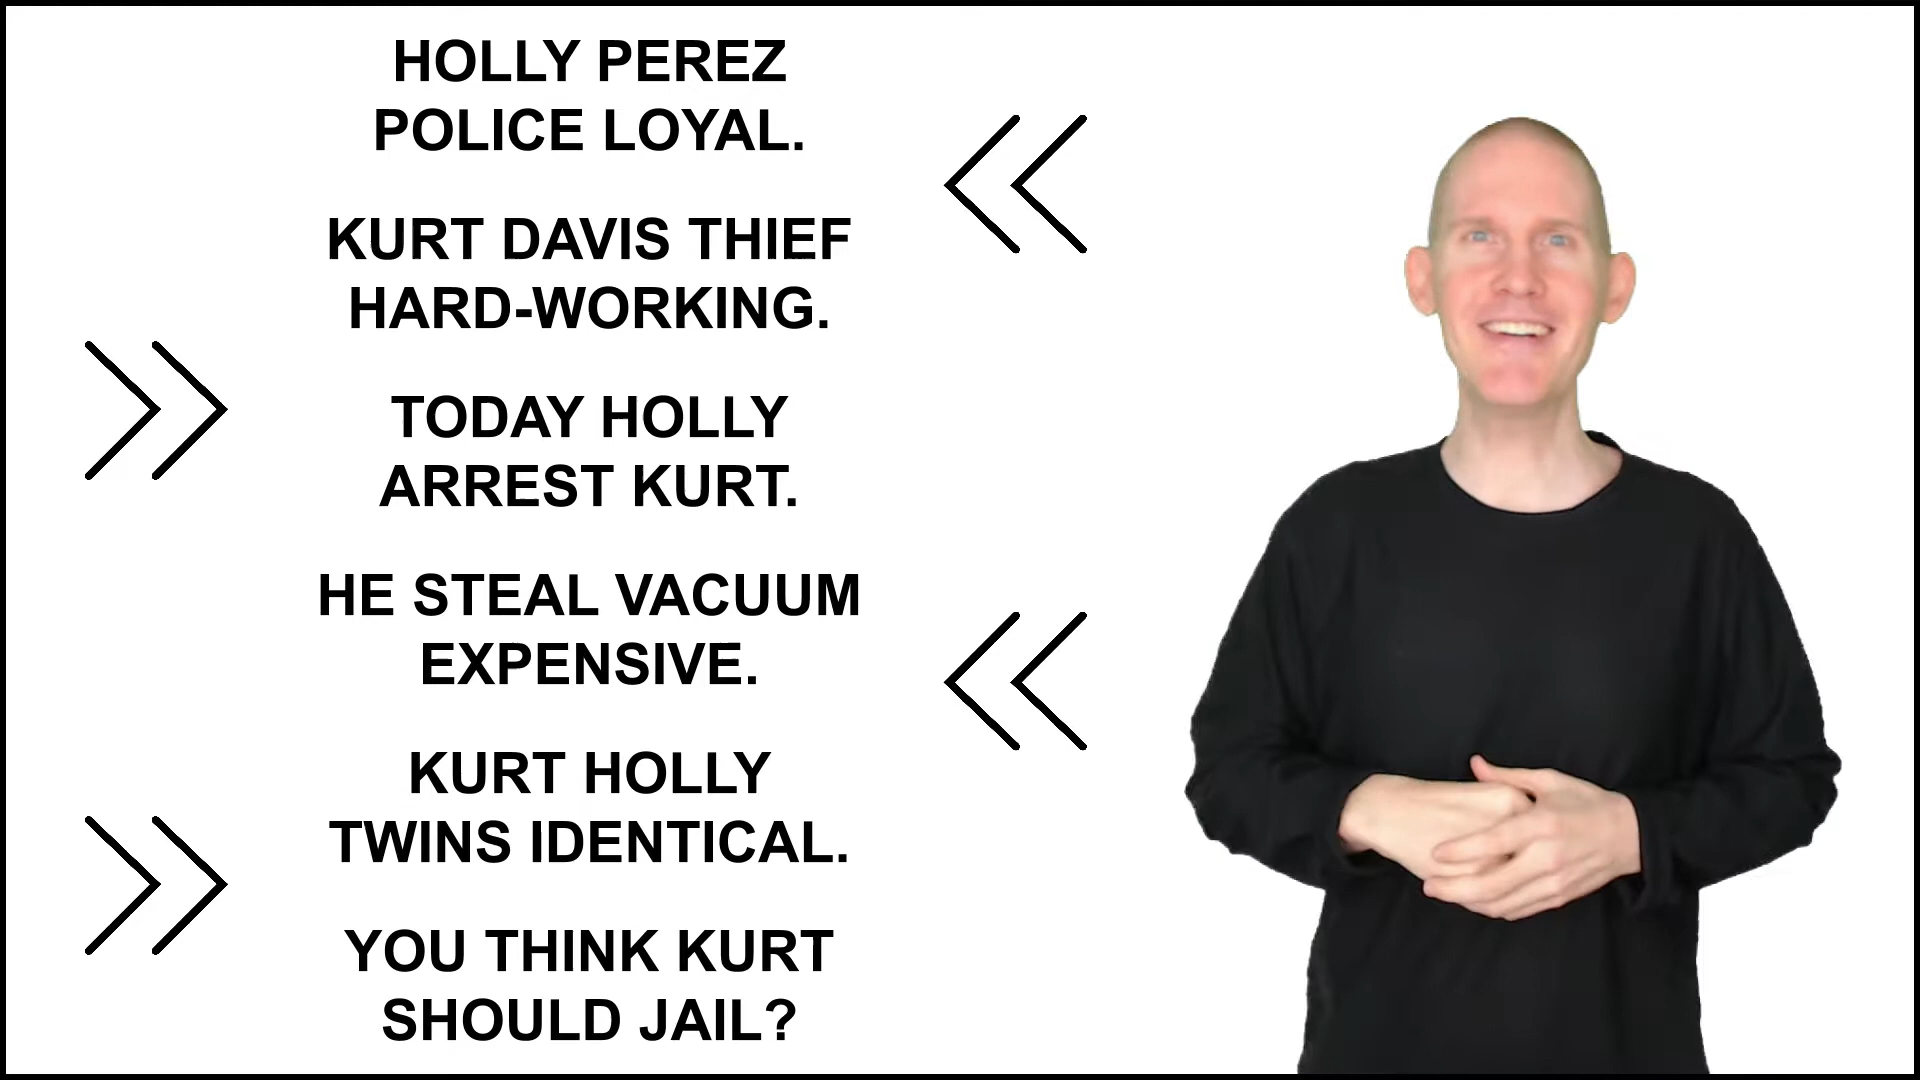 HOLLY PEREZ
POLICE LOYAL.
KURT DAVIS THIEF
HARD-WORKING.
TODAY HOLLY
ARREST KURT.
HE STEAL VACUUM
EXPENSIVE.
KURT HOLLY
TWINS IDENTICAL.
YOU THINK KURT
SHOULD JAIL?